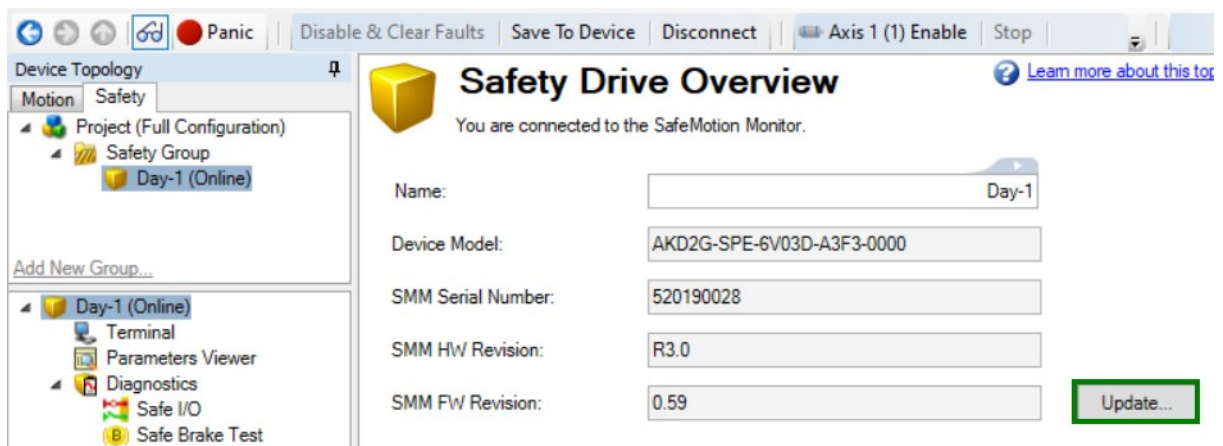 Panic Disable & Clear Faults Save To Device Disconnect Axis 1 (1) Enable Stop
Device Topology
Motion Safety
Project (Full Configuration)
Safety Group
Day-1 (Online)
Add New Group...
Day-1 (Online)
Terminal
Parameters Viewer
Diagnostics
Safe I/O
B Safe Brake Test
Safety Drive Overview
? Learn more about this top
You are connected to the SafeMotion Monitor.
Name: Day-1
Device Model: AKD2G-SPE-6V03D-A3F3-0000
SMM Serial Number: 520190028
SMM HW Revision: R3.0
SMM FW Revision: 0.59 Update...